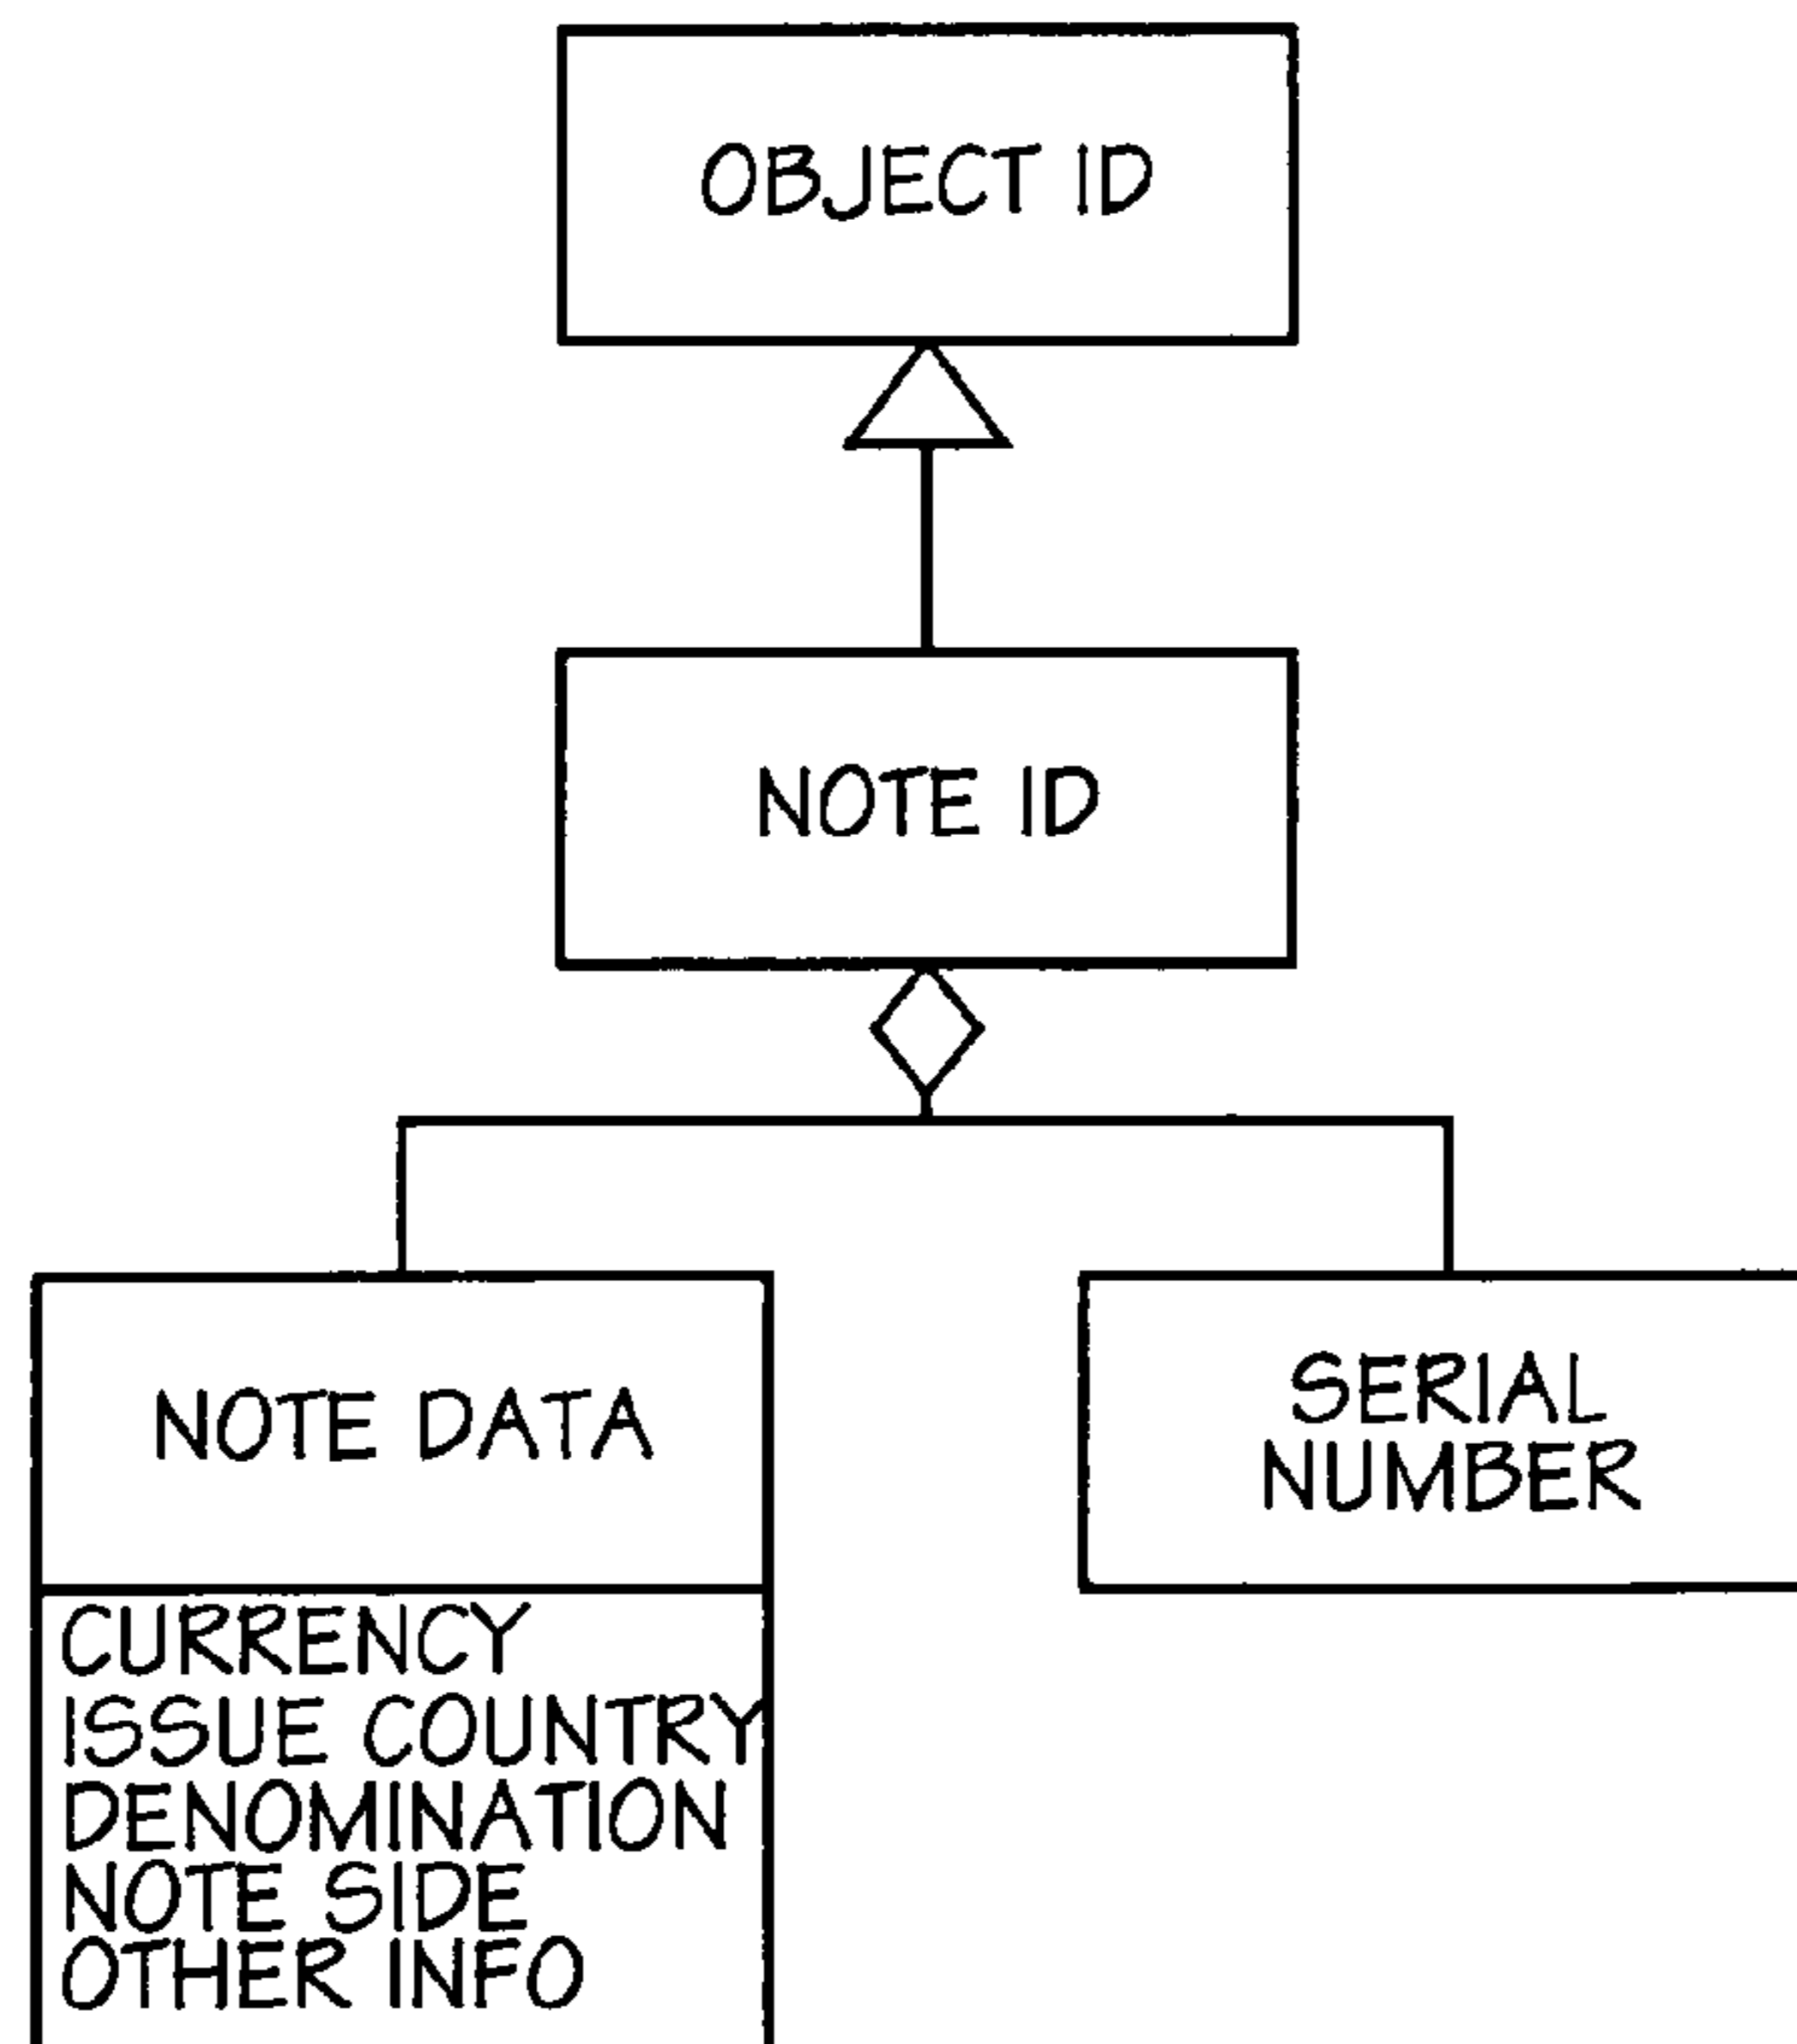 OBJECT ID
NOTE ID
NOTE DATA
SERIAL
NUMBER
CURRENCY
ISSUE COUNTRY
DENOMINATION
NOTE SIDE
OTHER INFO